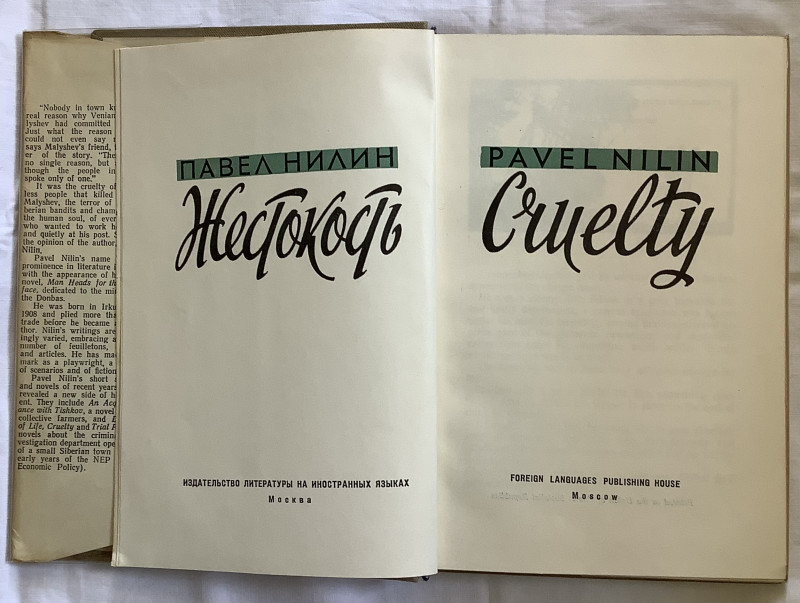 "Nobody in town
real reason why Venian
lyshev had committed
Just what the reason
could not even say
says Malyshev's friend,
er of the story. "The
no single reason, but
though the people in
spoke only of one."
It was the cruelty of
less people that killed
Malyshev, the terror of
berian bandits and cham
the human soul, of ever
who wanted to work h
and quietly at his post.
the opinion of the author,
Nilin.
Pavel Nilin's name
prominence in literature
with the appearance of
novel, Man Heads for th
face, dedicated to the mi
the Donbas.
He was born in Irku
1908 and plied more tha
trade before he became
thor. Nilin's writings are
ingly varied, embracing
number of feuilletons,
and articles. He has ma
mark as a playwright, a
of scenarios and of fiction
Pavel Nilin's short
and novels of recent years
revealed a new side of
ent. They include An Acq
ance with Tishkov, a novel
collective farmers, and
of Life, Cruelty and Trial
novels about the crimin
vestigation department ope
of a small Siberian town
early years of the NEP
Economic Policy).
ПАВЕЛ НИЛИН
Жестокость
ИЗДАТЕЛЬСТВО ЛИТЕРАТУРЫ НА ИНОСТРАННЫХ ЯЗЫКАХ
Москва
PAVEL NILIN
Cruelty
FOREIGN LANGUAGES PUBLISHING HOUSE
Moscow